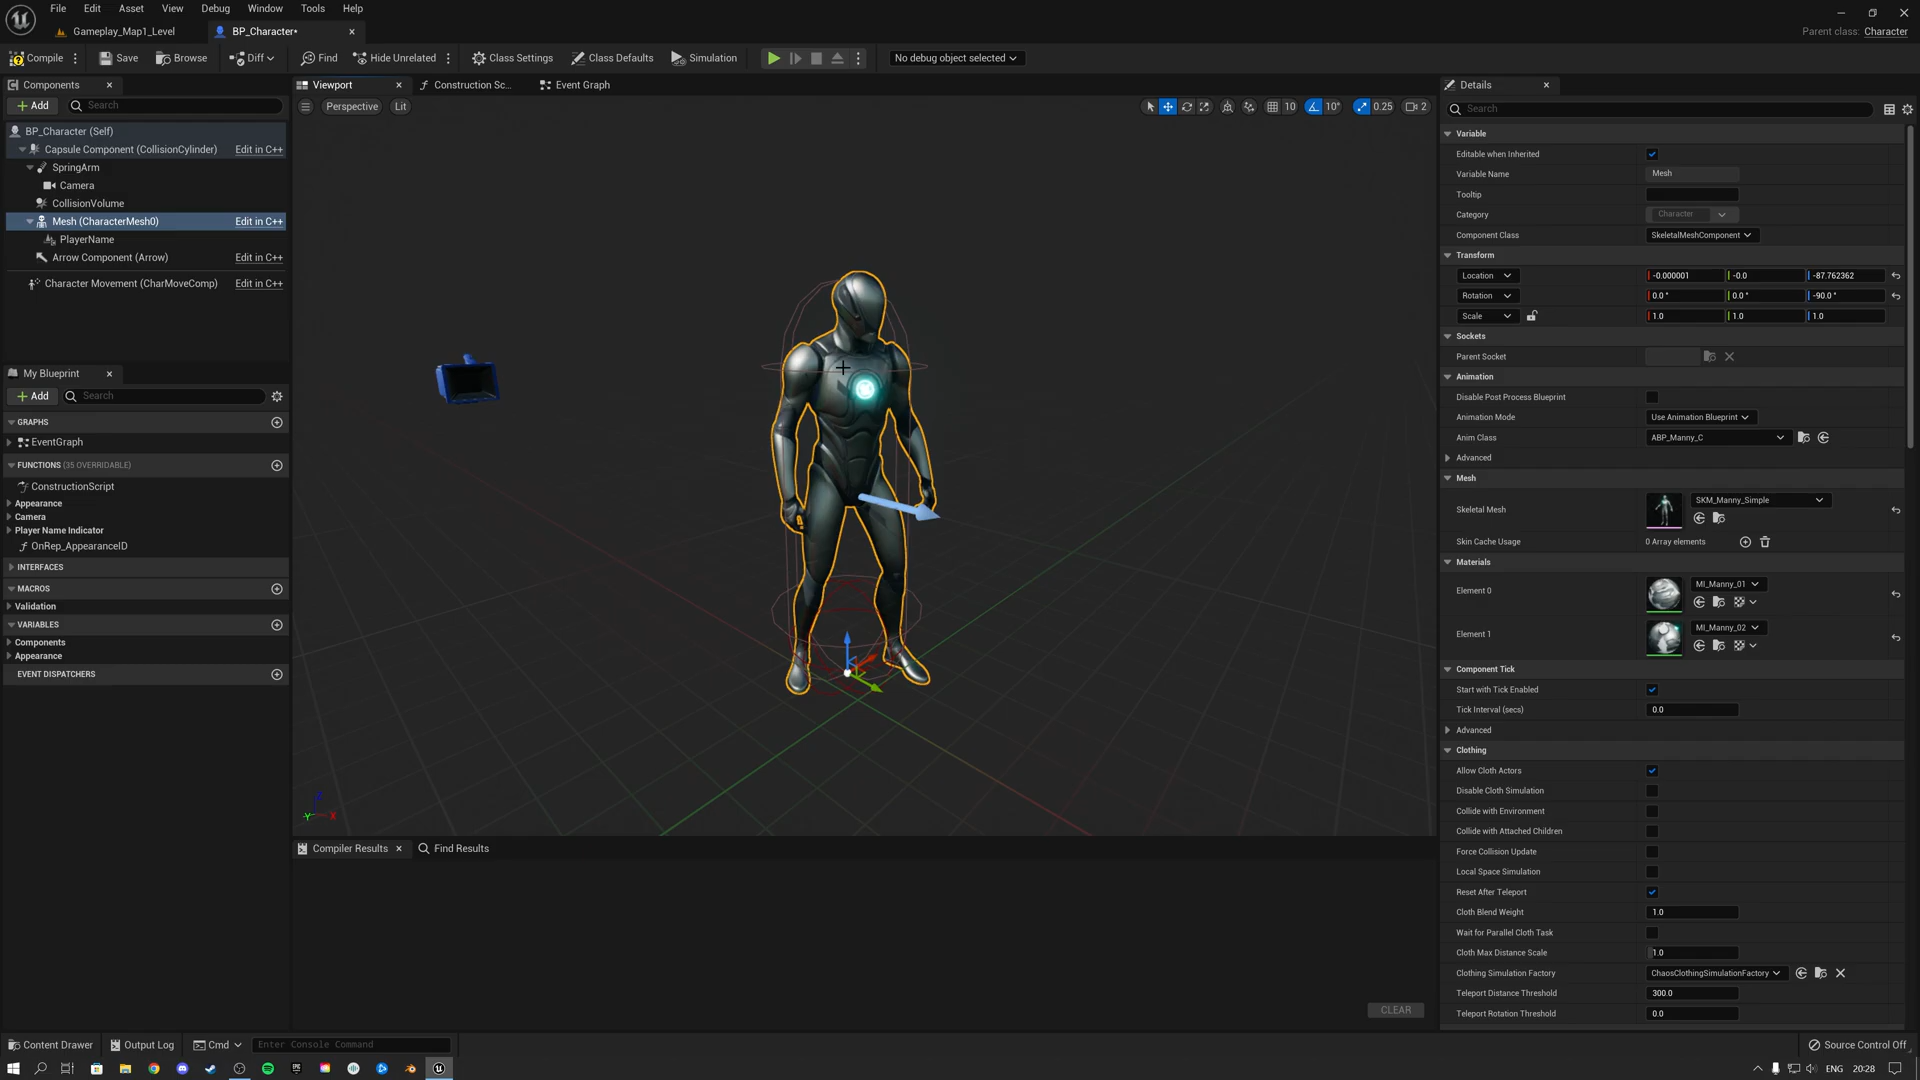 File Edit Asset View Debug Window Tools Help
Gameplay_Map1_Level
BP_Character*
Parent class: Character
Compile
Save
Browse
Diff
Find
Hide Unrelated
Class Settings
Class Defaults
Simulation
No debug object selected
Components
Add
Search
BP_Character (Self)
Capsule Component (CollisionCylinder) Edit in C++
SpringArm
Camera
CollisionVolume
Mesh (CharacterMesh0) Edit in C++
PlayerName
Arrow Component (Arrow) Edit in C++
Character Movement (CharMoveComp) Edit in C++
My Blueprint
Add
Search
GRAPHS
EventGraph
FUNCTIONS (35 OVERRIDABLE)
ConstructionScript
Appearance
Camera
Player Name Indicator
OnRep_AppearanceID
INTERFACES
MACROS
Validation
VARIABLES
Components
Appearance
EVENT DISPATCHERS
Viewport
Construction Sc...
Event Graph
Perspective
Lit
10
10°
0.25
2
Z
Y
X
Compiler Results
Find Results
CLEAR
Details
Search
Variable
Editable when Inherited
Variable Name Mesh
Tooltip
Category Character
Component Class SkeletalMeshComponent
Transform
Location -0.000001 -0.0 -87.762362
Rotation 0.0 ° 0.0 ° -90.0 °
Scale 1.0 1.0 1.0
Sockets
Parent Socket
Animation
Disable Post Process Blueprint
Animation Mode Use Animation Blueprint
Anim Class ABP_Manny_C
Advanced
Mesh
Skeletal Mesh SKM_Manny_Simple
Skin Cache Usage 0 Array elements
Materials
Element 0 MI_Manny_01
Element 1 MI_Manny_02
Component Tick
Start with Tick Enabled
Tick Interval (secs) 0.0
Advanced
Clothing
Allow Cloth Actors
Disable Cloth Simulation
Collide with Environment
Collide with Attached Children
Force Collision Update
Local Space Simulation
Reset After Teleport
Cloth Blend Weight 1.0
Wait for Parallel Cloth Task
Cloth Max Distance Scale 1.0
Clothing Simulation Factory ChaosClothingSimulationFactory
Teleport Distance Threshold 300.0
Teleport Rotation Threshold 0.0
Content Drawer
Output Log
Cmd
Enter Console Command
Source Control Off
ENG 20:28